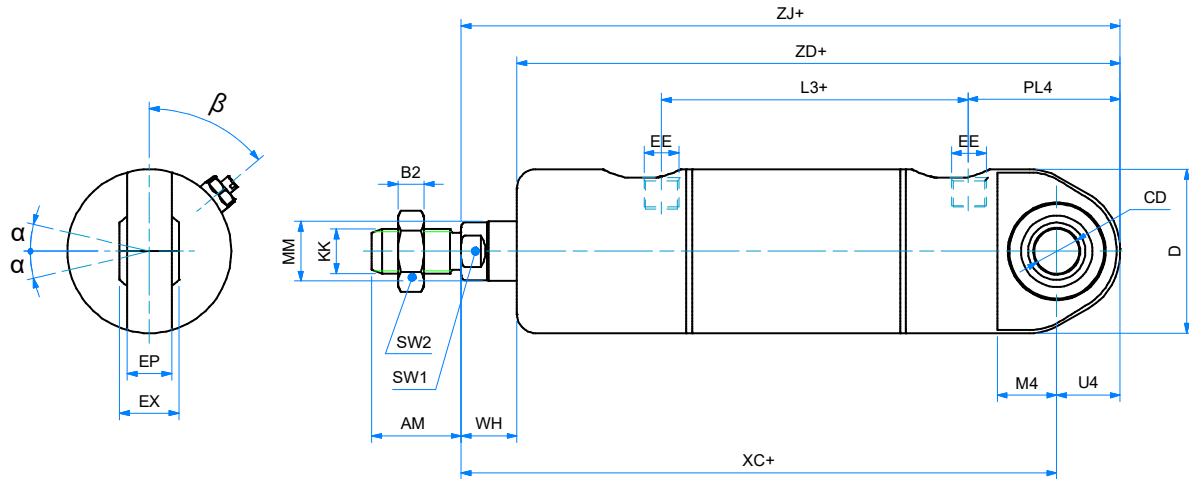 ZJ+
ZD+
L3+
PL4
β
EE
EE
B2
CD
α
α
MM
KK
D
SW2
SW1
EP
EX
M4
U4
AM
WH
XC+